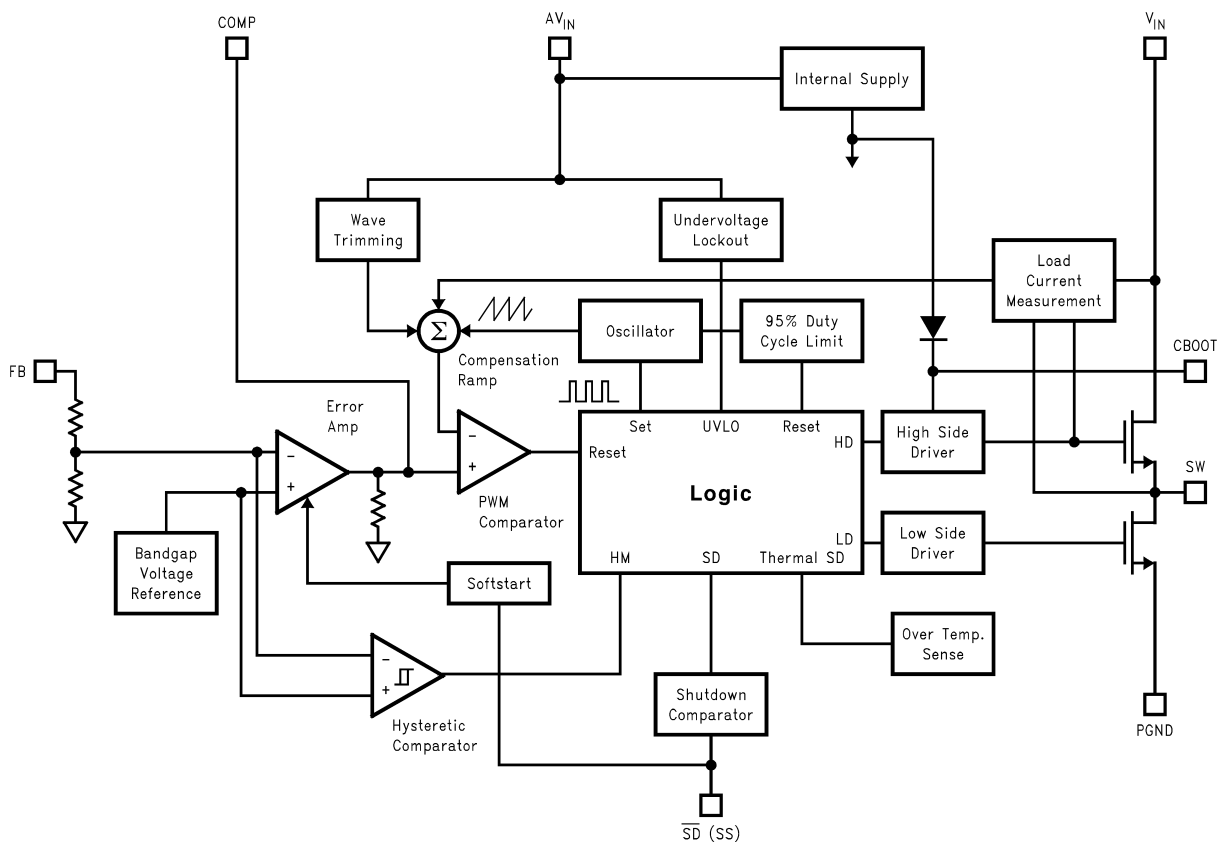 COMP
AVIN
VIN
Internal Supply
Wave
Trimming
Undervoltage
Lockout
Load
Current
Measurement
Σ
Oscillator
95% Duty
Cycle Limit
Compensation
Ramp
FB
CBOOT
Error
Amp
−
+
−
+
PWM
Comparator
Set
UVLO
Reset
Reset
HD
Logic
LD
HM
SD
Thermal SD
High Side
Driver
SW
Low Side
Driver
Bandgap
Voltage
Reference
Softstart
Over Temp.
Sense
−
+
Hysteretic
Comparator
Shutdown
Comparator
PGND
S̅D̅ (SS)